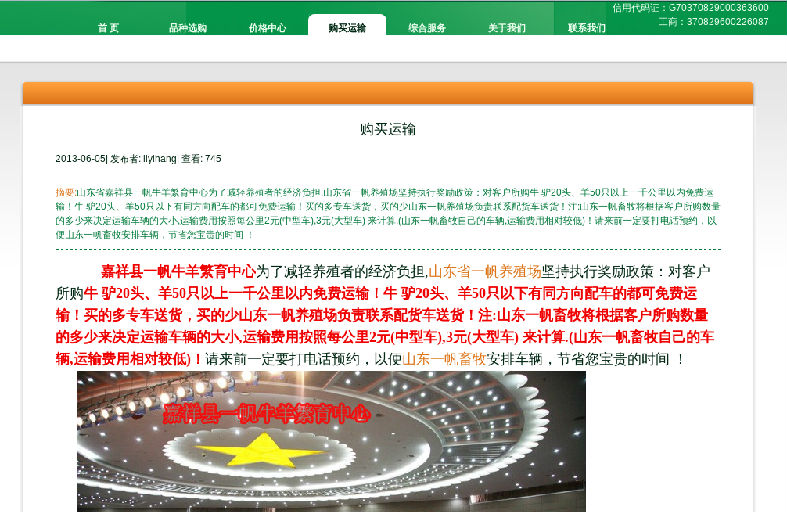 信用代码证：G70370829000363600
工商：370829600226087
首 页 品种选购 价格中心 购买运输 综合服务 关于我们 联系我们
购买运输
2013-06-05| 发布者: liyihang| 查看: 745
摘要:山东省嘉祥县一帆牛羊繁育中心为了减轻养殖者的经济负担,山东省一帆养殖场坚持执行奖励政策：对客户所购牛 驴20头、羊50只以上一千公里以内免费运
输！牛 驴20头、羊50只以下有同方向配车的都可免费运输！买的多专车送货，买的少山东一帆养殖场负责联系配货车送货！注:山东一帆畜牧将根据客户所购数量
的多少来决定运输车辆的大小,运输费用按照每公里2元(中型车),3元(大型车) 来计算.(山东一帆畜牧自己的车辆,运输费用相对较低)！请来前一定要打电话预约，以
便山东一帆畜牧安排车辆，节省您宝贵的时间 ！
嘉祥县一帆牛羊繁育中心为了减轻养殖者的经济负担,山东省一帆养殖场坚持执行奖励政策：对客户
所购牛 驴20头、羊50只以上一千公里以内免费运输！牛 驴20头、羊50只以下有同方向配车的都可免费运
输！买的多专车送货，买的少山东一帆养殖场负责联系配货车送货！注:山东一帆畜牧将根据客户所购数量
的多少来决定运输车辆的大小,运输费用按照每公里2元(中型车),3元(大型车) 来计算.(山东一帆畜牧自己的车
辆,运输费用相对较低)！请来前一定要打电话预约，以便山东一帆畜牧安排车辆，节省您宝贵的时间 ！
嘉祥县一帆牛羊繁育中心